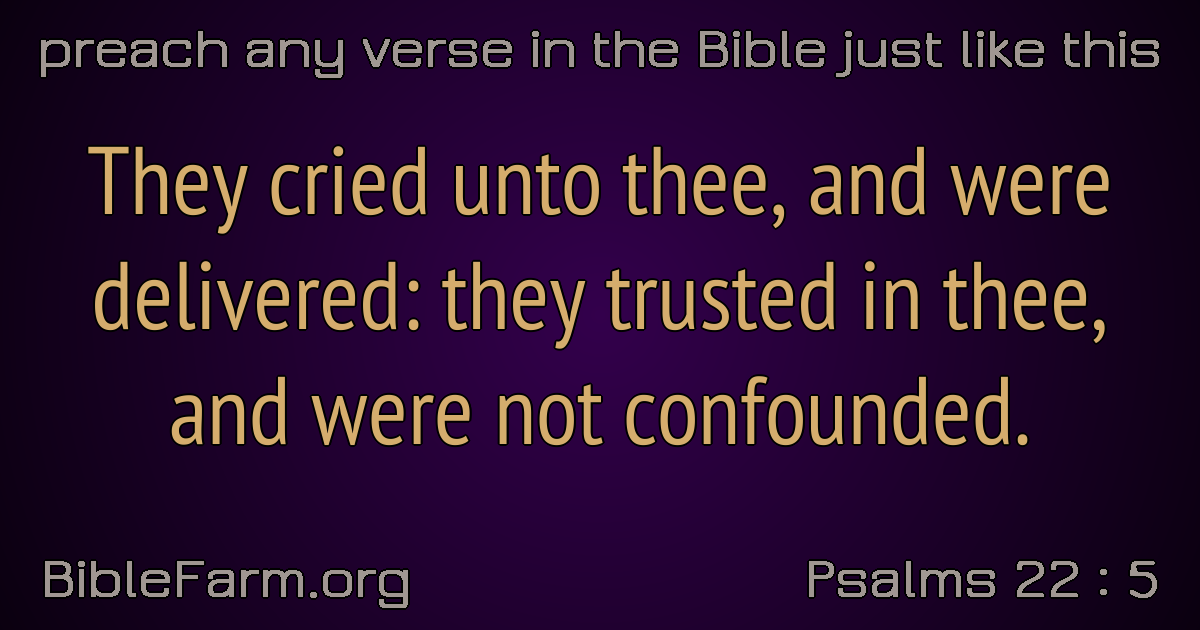 preach any verse in the Bible just like this
They cried unto thee, and were
delivered: they trusted in thee,
and were not confounded.
BibleFarm.org
Psalms 22 : 5